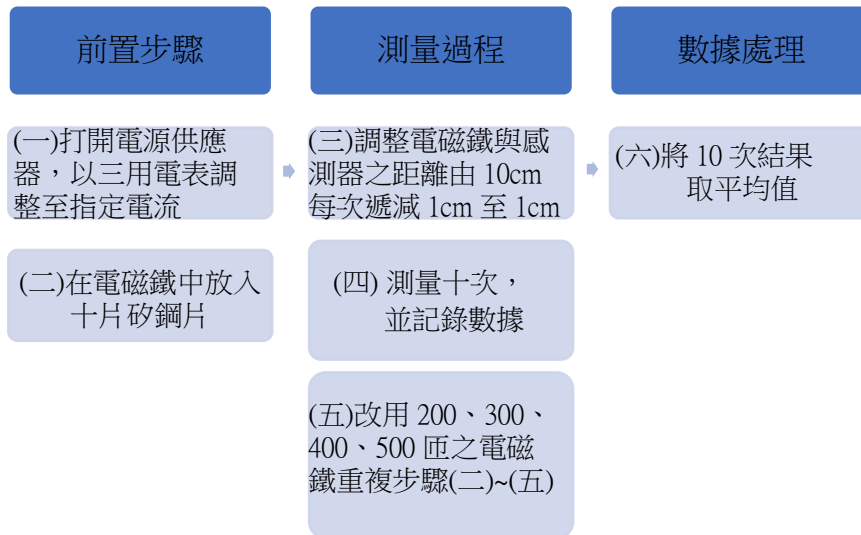 前置步驟
(一)打開電源供應
器，以三用電表調
整至指定電流
(二)在電磁鐵中放入
十片矽鋼片
測量過程
(三)調整電磁鐵與感
測器之距離由 10cm
每次遞減 1cm 至 1cm
(四) 測量十次，
並記錄數據
(五)改用 200、300、
400、500 匝之電磁
鐵重複步驟(二)~(五)
數據處理
(六)將 10 次結果
取平均值